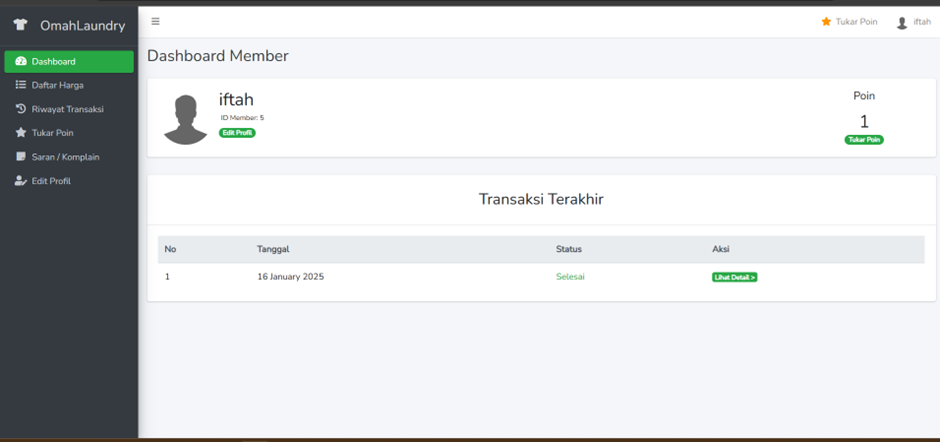 OmahLaundry
Tukar Poin
iftah
Dashboard
Daftar Harga
Riwayat Transaksi
Tukar Poin
Saran / Komplain
Edit Profil
Dashboard Member
iftah
ID Member: 5
Edit Profil
Poin
1
Tukar Poin
Transaksi Terakhir
No Tanggal Status Aksi
1 16 January 2025 Selesai Lihat Detail >